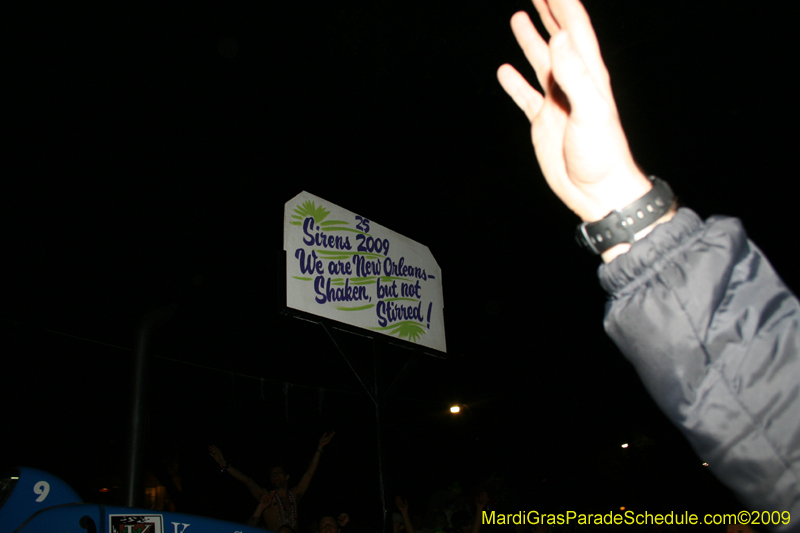 25
Sirens 2009
We are New Orleans—
Shaken, but not
Stirred!
9
K
MardiGrasParadeSchedule.com©2009